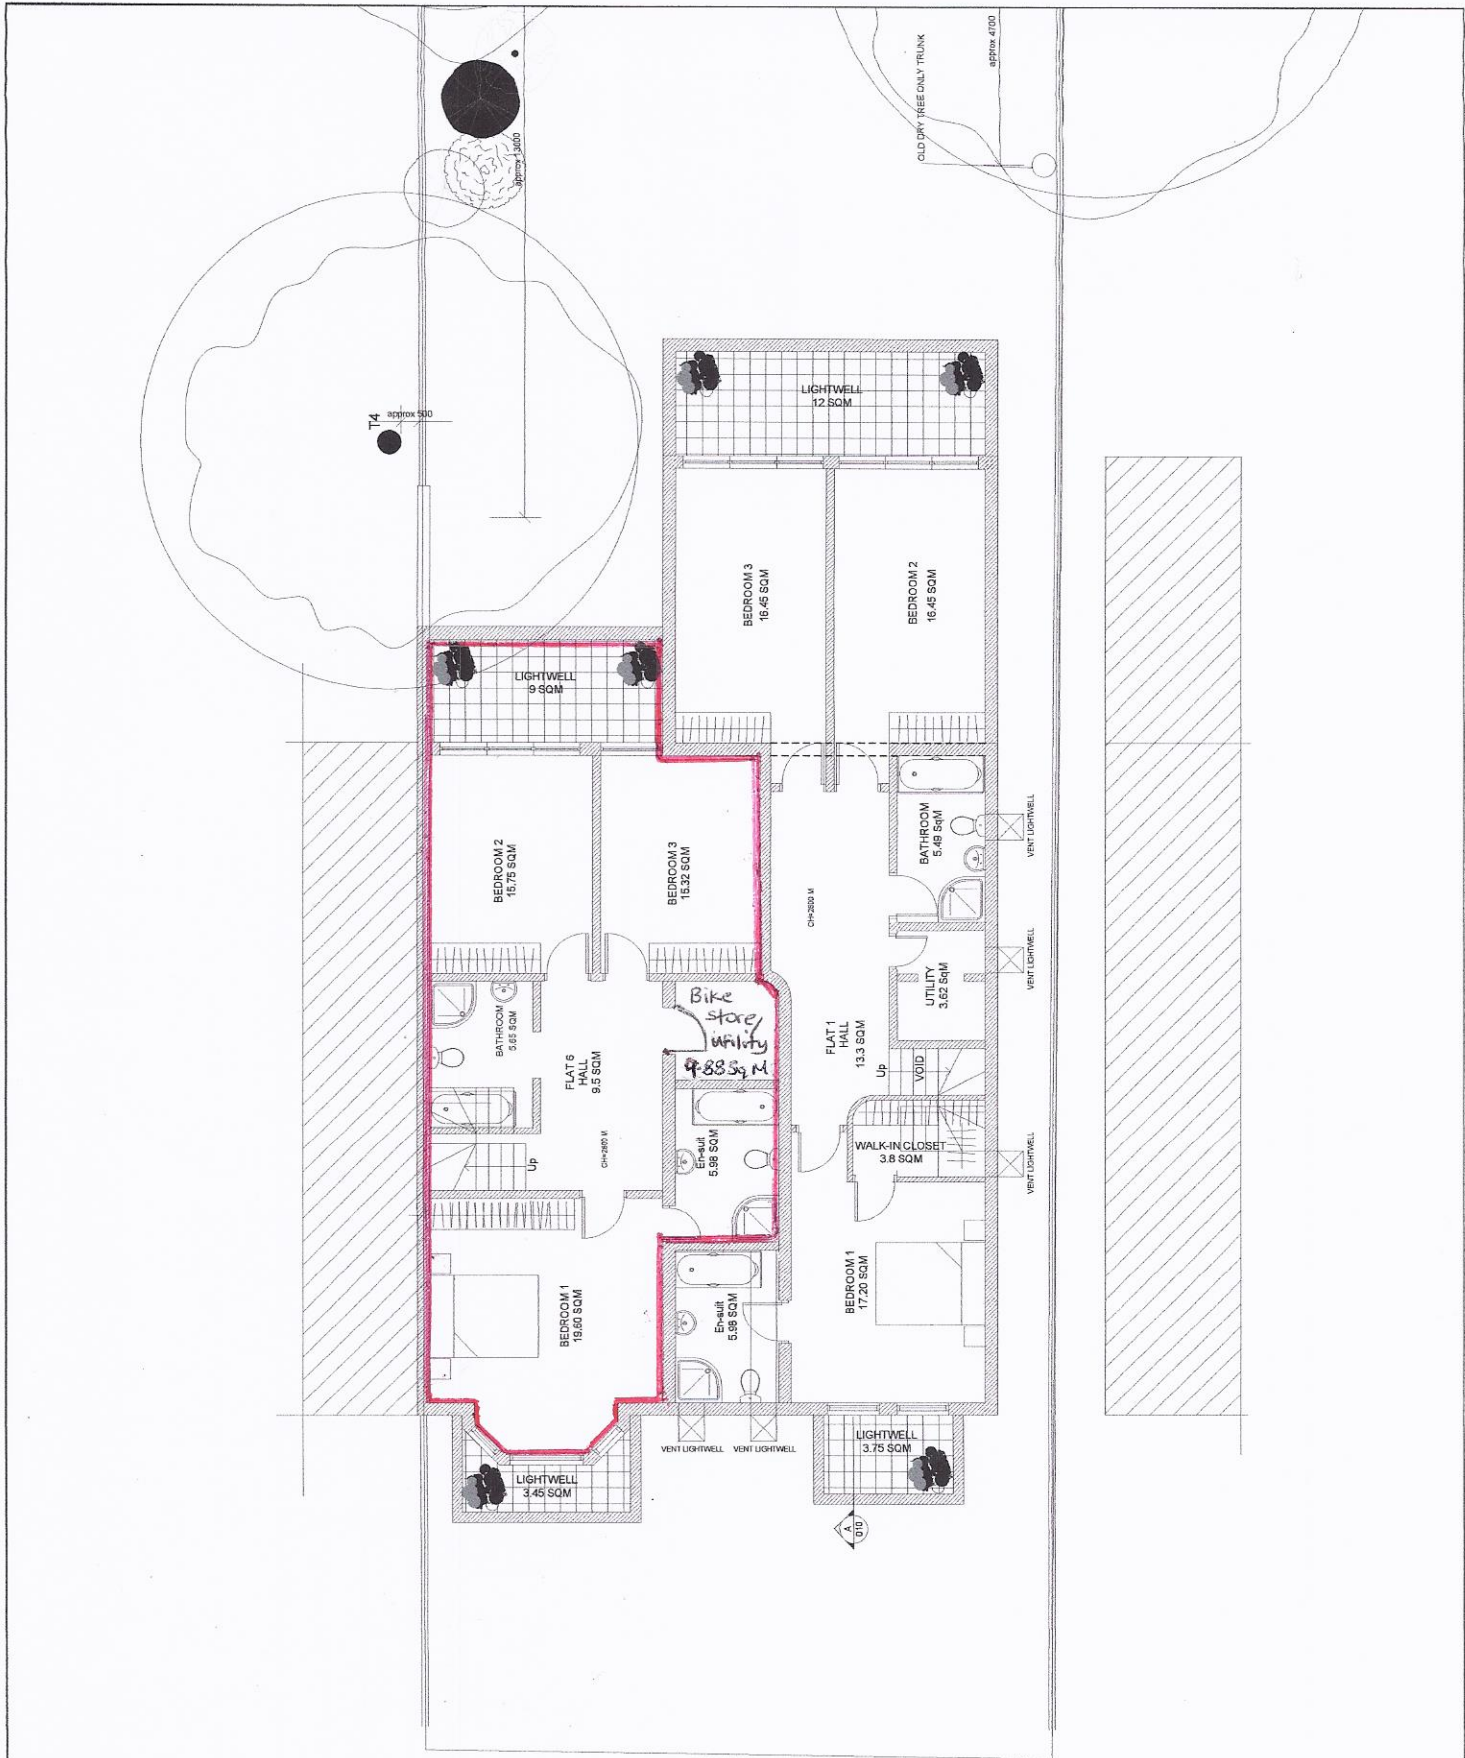 OLD DRY TREE ONLY TRUNK
approx 4700
approx 13000
T4
approx 500
LIGHTWELL
12 SQM
BEDROOM 3
16.45 SQM
BEDROOM 2
16.45 SQM
LIGHTWELL
9 SQM
BEDROOM 2
15.75 SQM
BEDROOM 3
15.32 SQM
BATHROOM
5.49 SqM
VENT LIGHTWELL
CH=2600 M
UTILITY
3.62 SqM
VENT LIGHTWELL
BATHROOM
5.65 SQM
Bike
store/
utility
4.88 Sq M
FLAT 6
HALL
9.5 SQM
FLAT 1
HALL
13.3 SQM
Up
VOID
CH=2600 M
Up
En-suit
5.98 SQM
WALK-IN CLOSET
3.8 SQM
VENT LIGHTWELL
BEDROOM 1
19.60 SQM
En-suit
5.98 SQM
BEDROOM 1
17.20 SQM
VENT LIGHTWELL
VENT LIGHTWELL
LIGHTWELL
3.75 SQM
LIGHTWELL
3.45 SQM
A
010